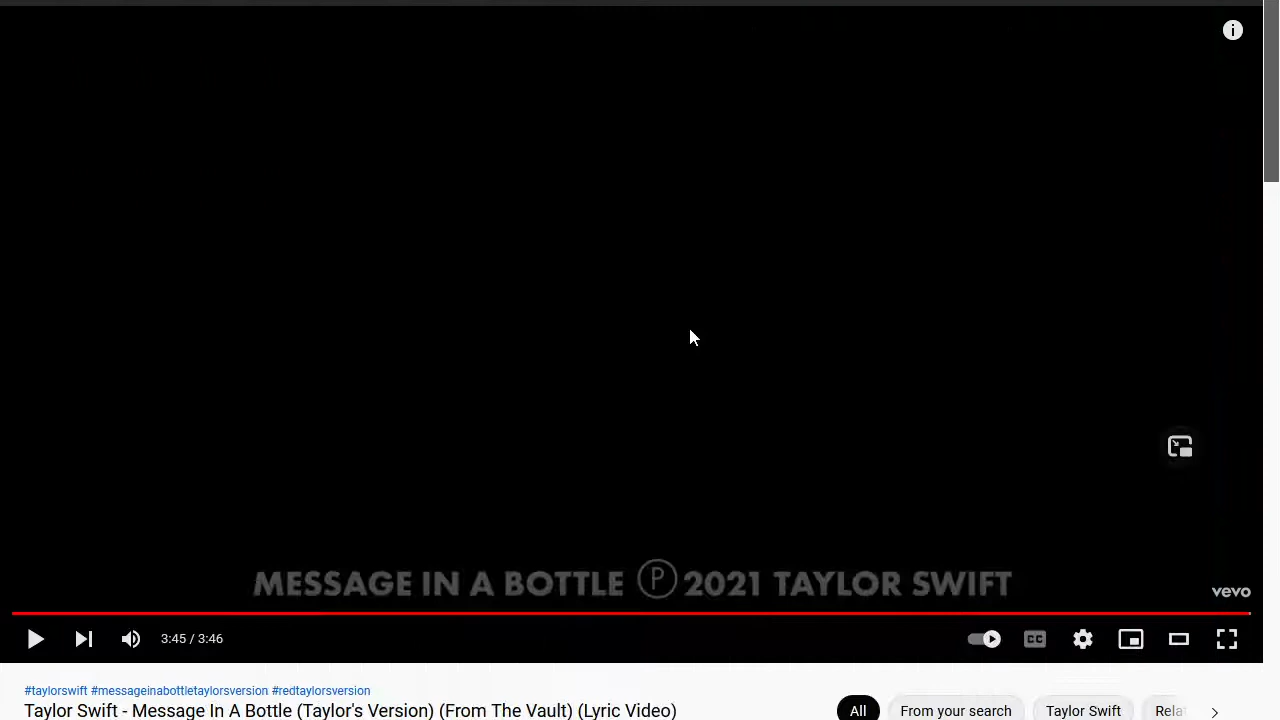 MESSAGE IN A BOTTLE Ⓟ 2021 TAYLOR SWIFT
vevo
3:45 / 3:46
CC
#taylorswift #messageinabottletaylorsversion #redtaylorsversion
Taylor Swift - Message In A Bottle (Taylor's Version) (From The Vault) (Lyric Video)
All From your search Taylor Swift